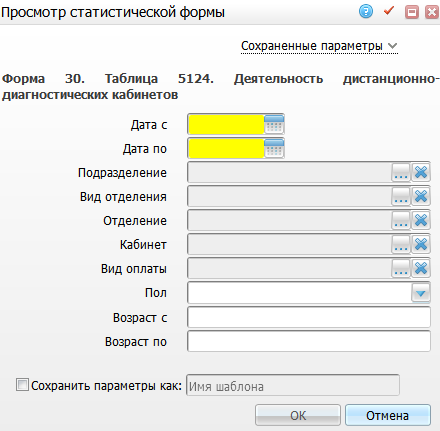 Просмотр статистической формы
Сохраненные параметры
Форма 30. Таблица 5124. Деятельность дистанционно-
диагностических кабинетов
Дата с
Дата по
Подразделение
Вид отделения
Отделение
Кабинет
Вид оплаты
Пол
Возраст с
Возраст по
Сохранить параметры как: Имя шаблона
ОК Отмена